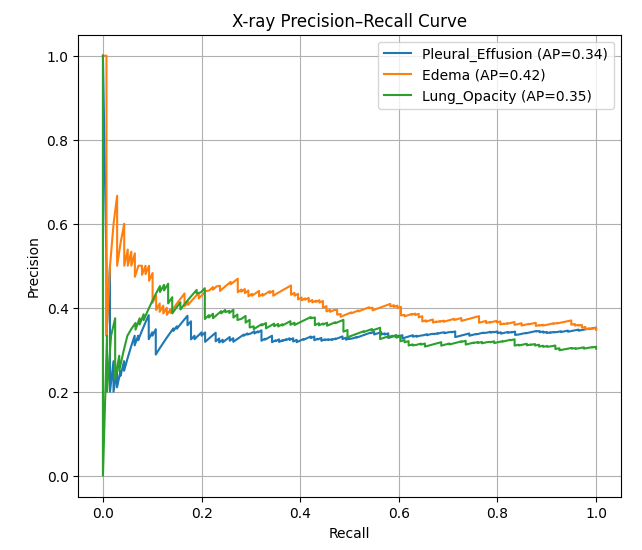 X-ray Precision–Recall Curve
Pleural_Effusion (AP=0.34)
Edema (AP=0.42)
Lung_Opacity (AP=0.35)
Precision
1.0
0.8
0.6
0.4
0.2
0.0
0.0 0.2 0.4 0.6 0.8 1.0
Recall